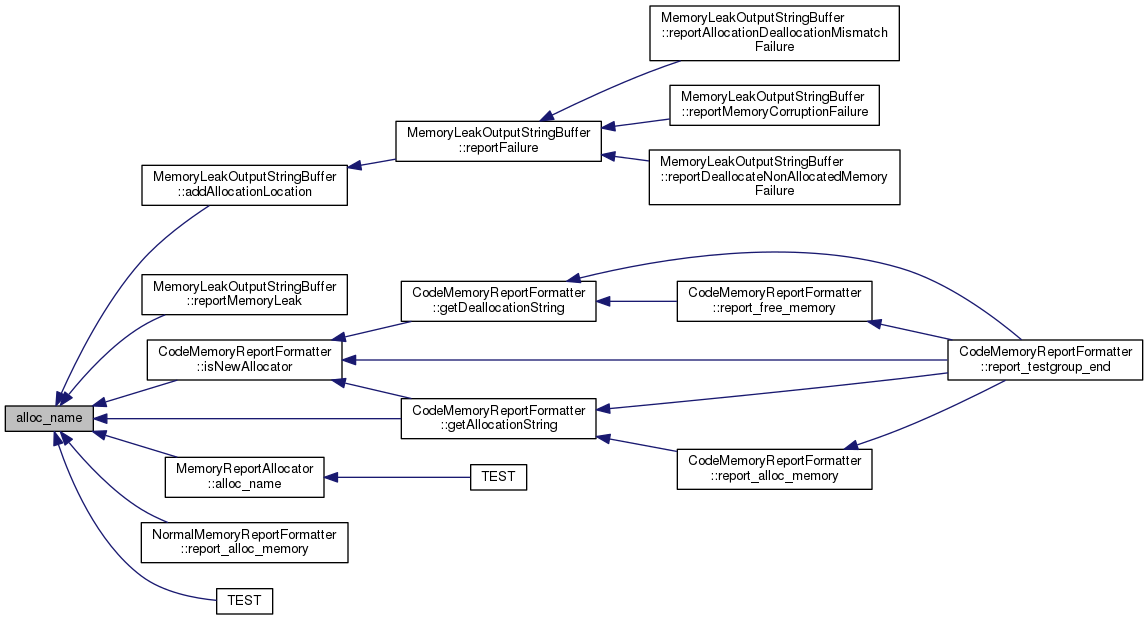 MemoryLeakOutputStringBuffer
::reportAllocationDeallocationMismatch
Failure
MemoryLeakOutputStringBuffer
::reportMemoryCorruptionFailure
MemoryLeakOutputStringBuffer
::reportFailure
MemoryLeakOutputStringBuffer
::reportDeallocateNonAllocatedMemory
Failure
MemoryLeakOutputStringBuffer
::addAllocationLocation
MemoryLeakOutputStringBuffer
::reportMemoryLeak
CodeMemoryReportFormatter
::getDeallocationString
CodeMemoryReportFormatter
::report_free_memory
CodeMemoryReportFormatter
::isNewAllocator
CodeMemoryReportFormatter
::report_testgroup_end
alloc_name
CodeMemoryReportFormatter
::getAllocationString
CodeMemoryReportFormatter
::report_alloc_memory
MemoryReportAllocator
::alloc_name
TEST
NormalMemoryReportFormatter
::report_alloc_memory
TEST